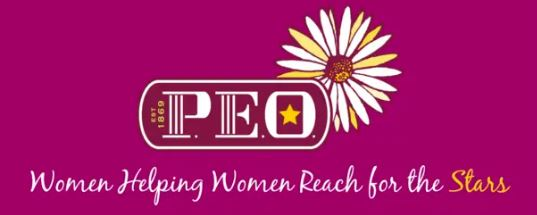 EST 1869
P.E.O.
Women Helping Women Reach for the Stars